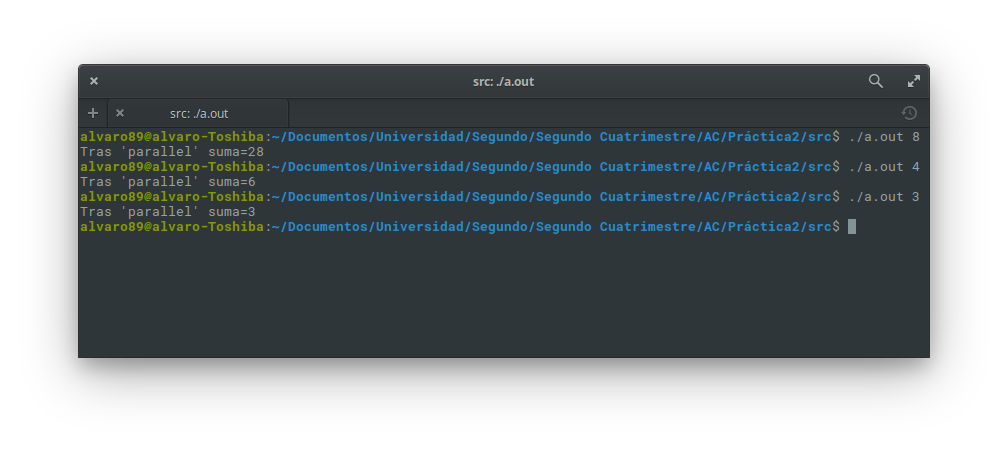 src: ./a.out
src: ./a.out
alvaro89@alvaro-Toshiba:~/Documentos/Universidad/Segundo/Segundo Cuatrimestre/AC/Práctica2/src$ ./a.out 8
Tras 'parallel' suma=28
alvaro89@alvaro-Toshiba:~/Documentos/Universidad/Segundo/Segundo Cuatrimestre/AC/Práctica2/src$ ./a.out 4
Tras 'parallel' suma=6
alvaro89@alvaro-Toshiba:~/Documentos/Universidad/Segundo/Segundo Cuatrimestre/AC/Práctica2/src$ ./a.out 3
Tras 'parallel' suma=3
alvaro89@alvaro-Toshiba:~/Documentos/Universidad/Segundo/Segundo Cuatrimestre/AC/Práctica2/src$